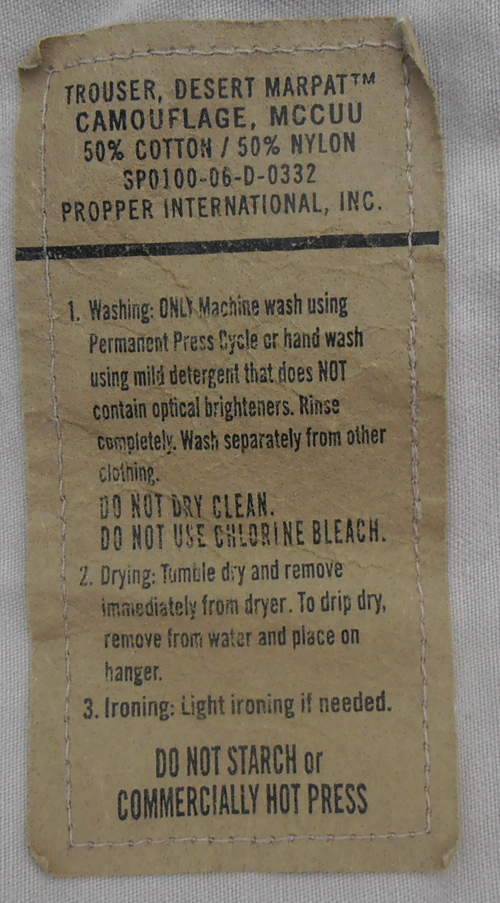 TROUSER, DESERT MARPAT™
CAMOUFLAGE, MCCUU
50% COTTON / 50% NYLON
SP0100-06-D-0332
PROPPER INTERNATIONAL, INC.
1. Washing: ONLY Machine wash using
Permanent Press Cycle or hand wash
using mild detergent that does NOT
contain optical brighteners. Rinse
completely. Wash separately from other
clothing.
DO NOT DRY CLEAN.
DO NOT USE CHLORINE BLEACH.
2. Drying: Tumble dry and remove
immediately from dryer. To drip dry,
remove from water and place on
hanger.
3. Ironing: Light ironing if needed.
DO NOT STARCH or
COMMERCIALLY HOT PRESS